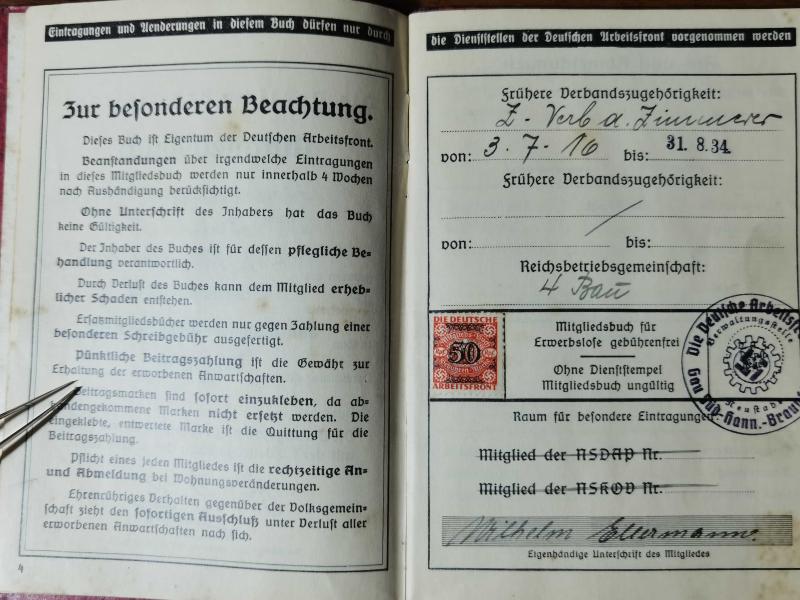 Eintragungen und Aenderungen in diesem Buch dürfen nur durch
Zur besonderen Beachtung.
Dieses Buch ist Eigentum der Deutschen Arbeitsfront.
Beanstandungen über irgendwelche Eintragungen
in dieses Mitgliedsbuch werden nur innerhalb 4 Wochen
nach Aushändigung berücksichtigt.
Ohne Unterschrift des Inhabers hat das Buch
keine Gültigkeit.
Der Inhaber des Buches ist für dessen pflegliche Be-
handlung verantwortlich.
Durch Verlust des Buches kann dem Mitglied erheb-
licher Schaden entstehen.
Ersatzmitgliedsbücher werden nur gegen Zahlung einer
besonderen Schreibgebühr ausgefertigt.
Pünktliche Beitragszahlung ist die Gewähr zur
Erhaltung der erworbenen Anwartschaften.
Beitragsmarken sind sofort einzukleben, da ab-
handengekommene Marken nicht ersetzt werden. Die
eingeklebte, entwertete Marke ist die Quittung für die
Beitragszahlung.
Pflicht eines jeden Mitgliedes ist die rechtzeitige An-
und Abmeldung bei Wohnungsveränderungen.
Ehrenrühriges Verhalten gegenüber der Volksgemein-
schaft zieht den sofortigen Ausschluß unter Verlust aller
erworbenen Anwartschaften nach sich.
4
die Dienststellen der Deutschen Arbeitsfront vorgenommen werden
Frühere Verbandszugehörigkeit:
Z-Verb d. Zimmerer
von: 3.7.16 bis: 31.8.34.
Frühere Verbandszugehörigkeit:
/
von: bis:
Reichsbetriebsgemeinschaft:
4 Bau
DIE DEUTSCHE
50
ARBEITSFRONT
Mitgliedsbuch für
Erwerbslose gebührenfrei
Ohne Dienststempel
Mitgliedsbuch ungültig
Die Deutsche Arbeitsfront
Verwaltungsstelle
Neustadt
Gau Süd-Hann.-Braun
Raum für besondere Eintragungen:
Mitglied der NSDAP Nr.
Mitglied der NSKOV Nr.
Wilhelm Ellermann.
Eigenhändige Unterschrift des Mitgliedes